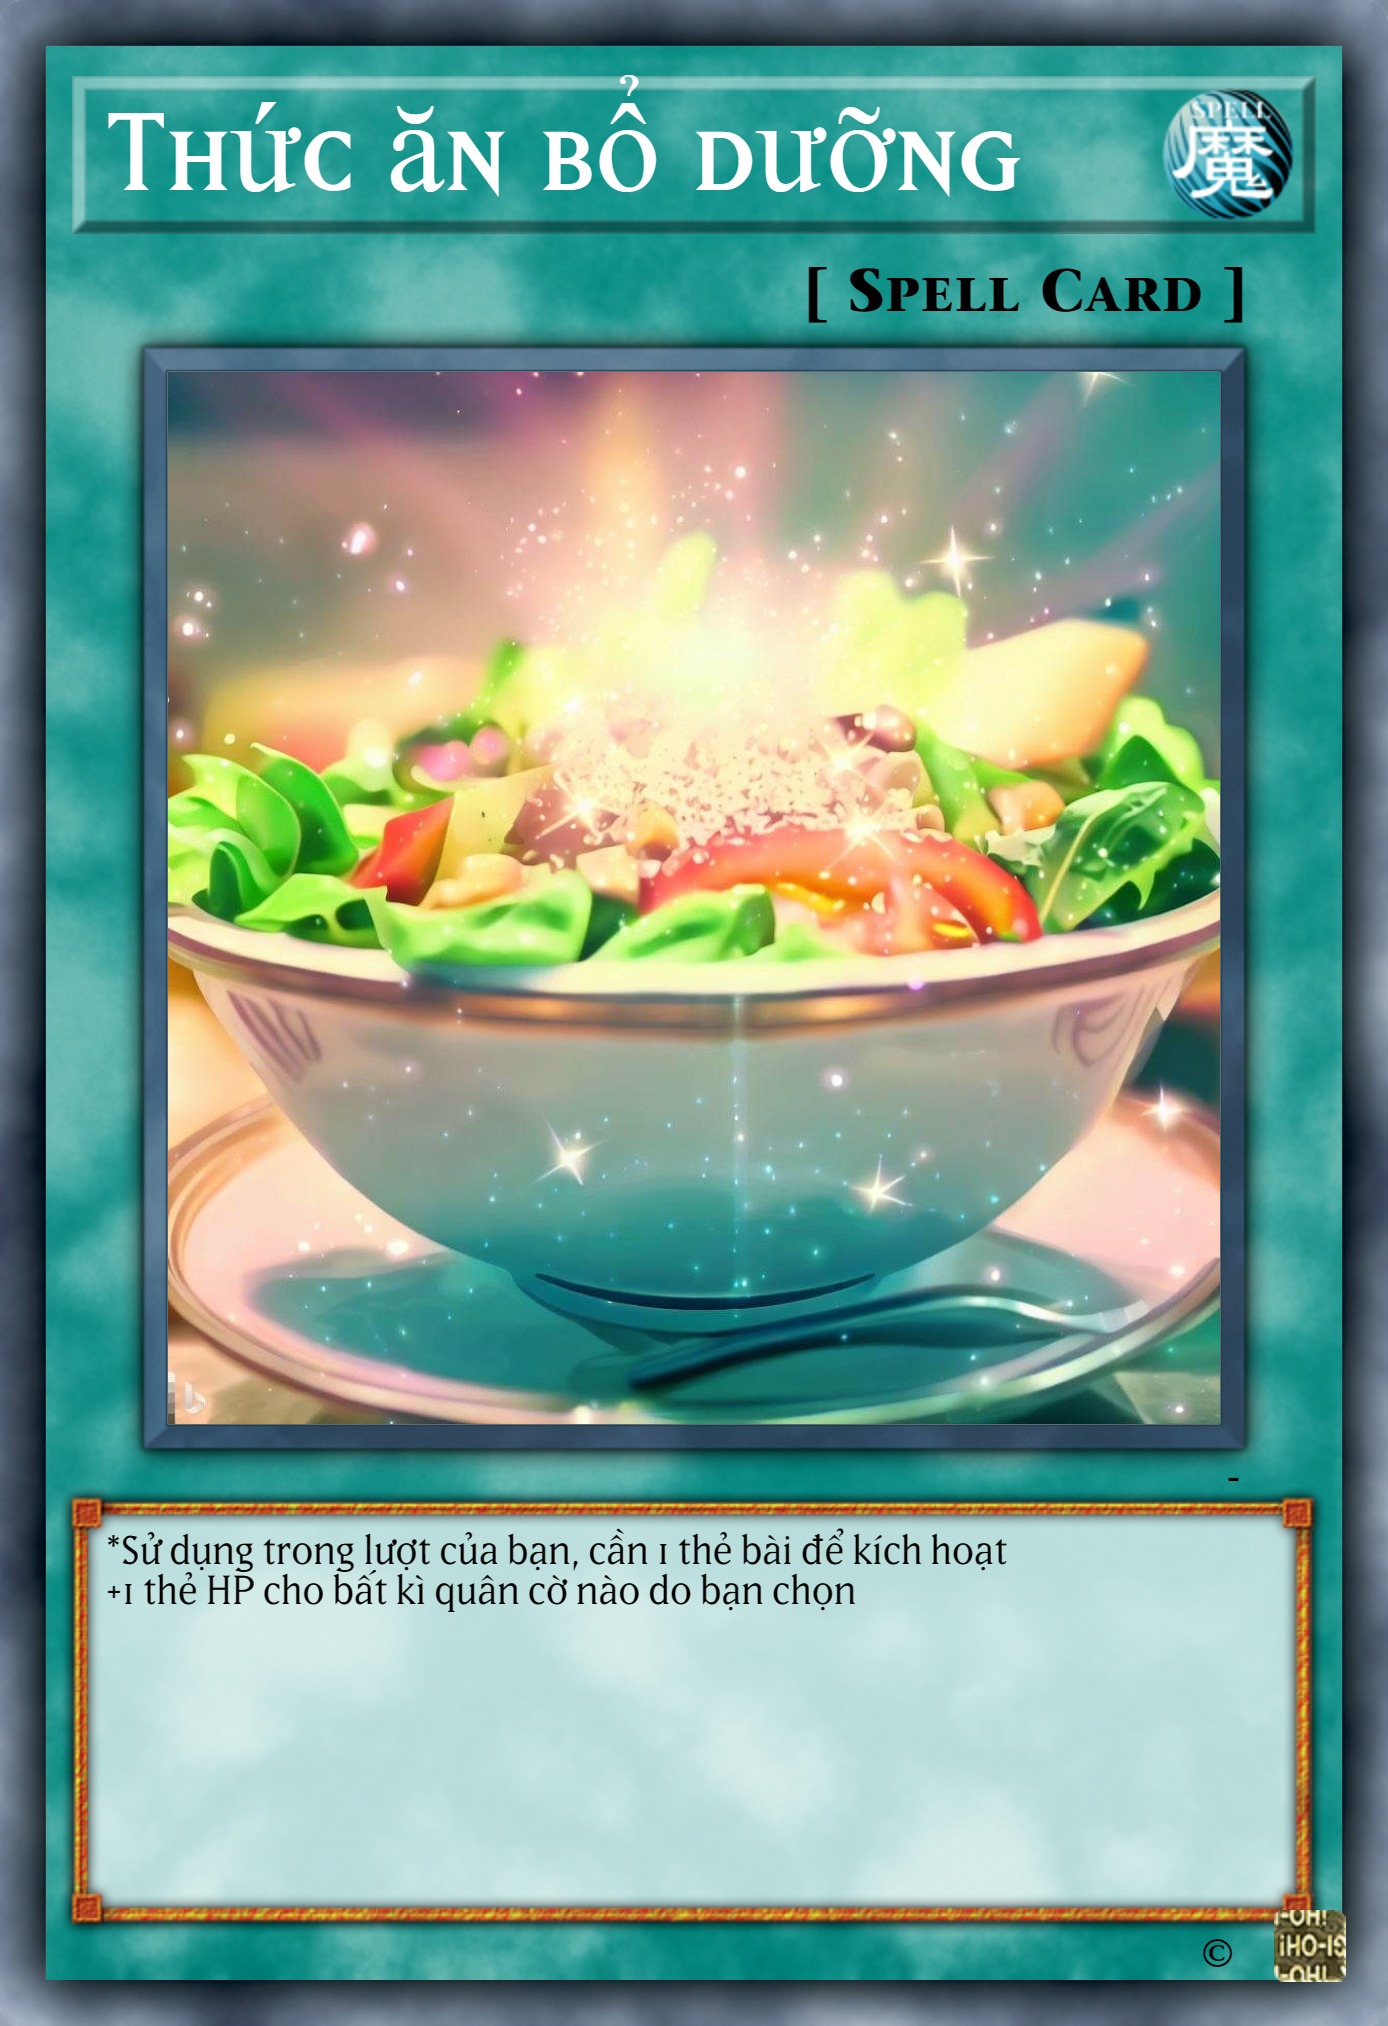 Thức ăn bổ dưỡng
SPELL
魔
[ Spell Card ]
b
-
*Sử dụng trong lượt của bạn, cần 1 thẻ bài để kích hoạt
+1 thẻ HP cho bất kì quân cờ nào do bạn chọn
©
-OH!